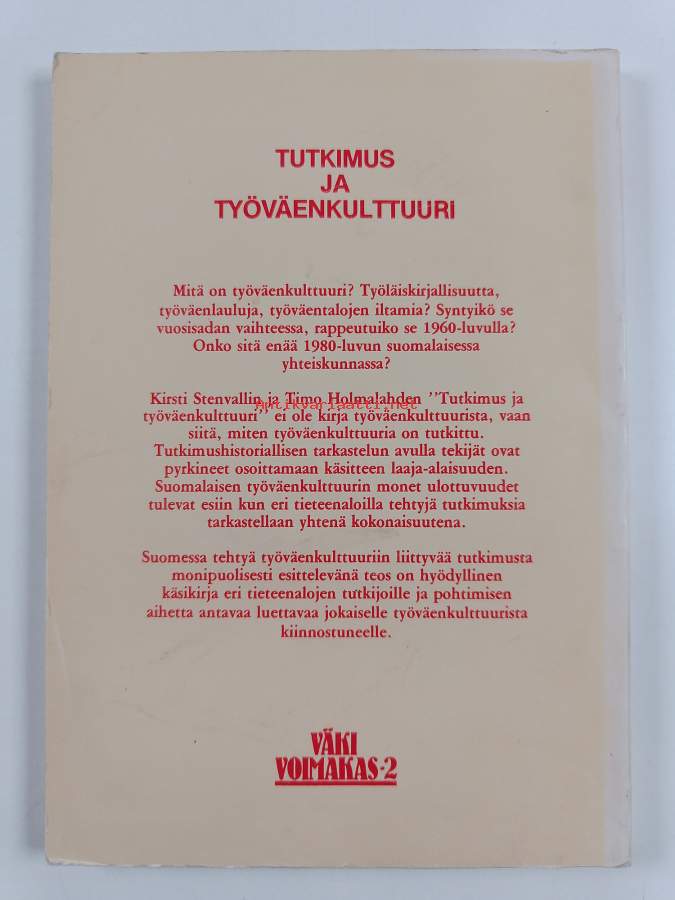 TUTKIMUS
JA
TYÖVÄENKULTTUURI
Mitä on työväenkulttuuri? Työläiskirjallisuutta,
työväenlauluja, työväentalojen iltamia? Syntyikö se
vuosisadan vaihteessa, rappeutuiko se 1960-luvulla?
Onko sitä enää 1980-luvun suomalaisessa
yhteiskunnassa?
Kirsti Stenvallin ja Timo Holmalahden "Tutkimus ja
Antikvariaatti.net
työväenkulttuuri" ei ole kirja työväenkulttuurista, vaan
siitä, miten työväenkulttuuria on tutkittu.
Tutkimushistoriallisen tarkastelun avulla tekijät ovat
pyrkineet osoittamaan käsitteen laaja-alaisuuden.
Suomalaisen työväenkulttuurin monet ulottuvuudet
tulevat esiin kun eri tieteenaloilla tehtyjä tutkimuksia
tarkastellaan yhtenä kokonaisuutena.
Suomessa tehtyä työväenkulttuuriin liittyvää tutkimusta
monipuolisesti esittelevänä teos on hyödyllinen
käsikirja eri tieteenalojen tutkijoille ja pohtimisen
aihetta antavaa luettavaa jokaiselle työväenkulttuurista
kiinnostuneelle.
VÄKI
VOIMAKAS-2